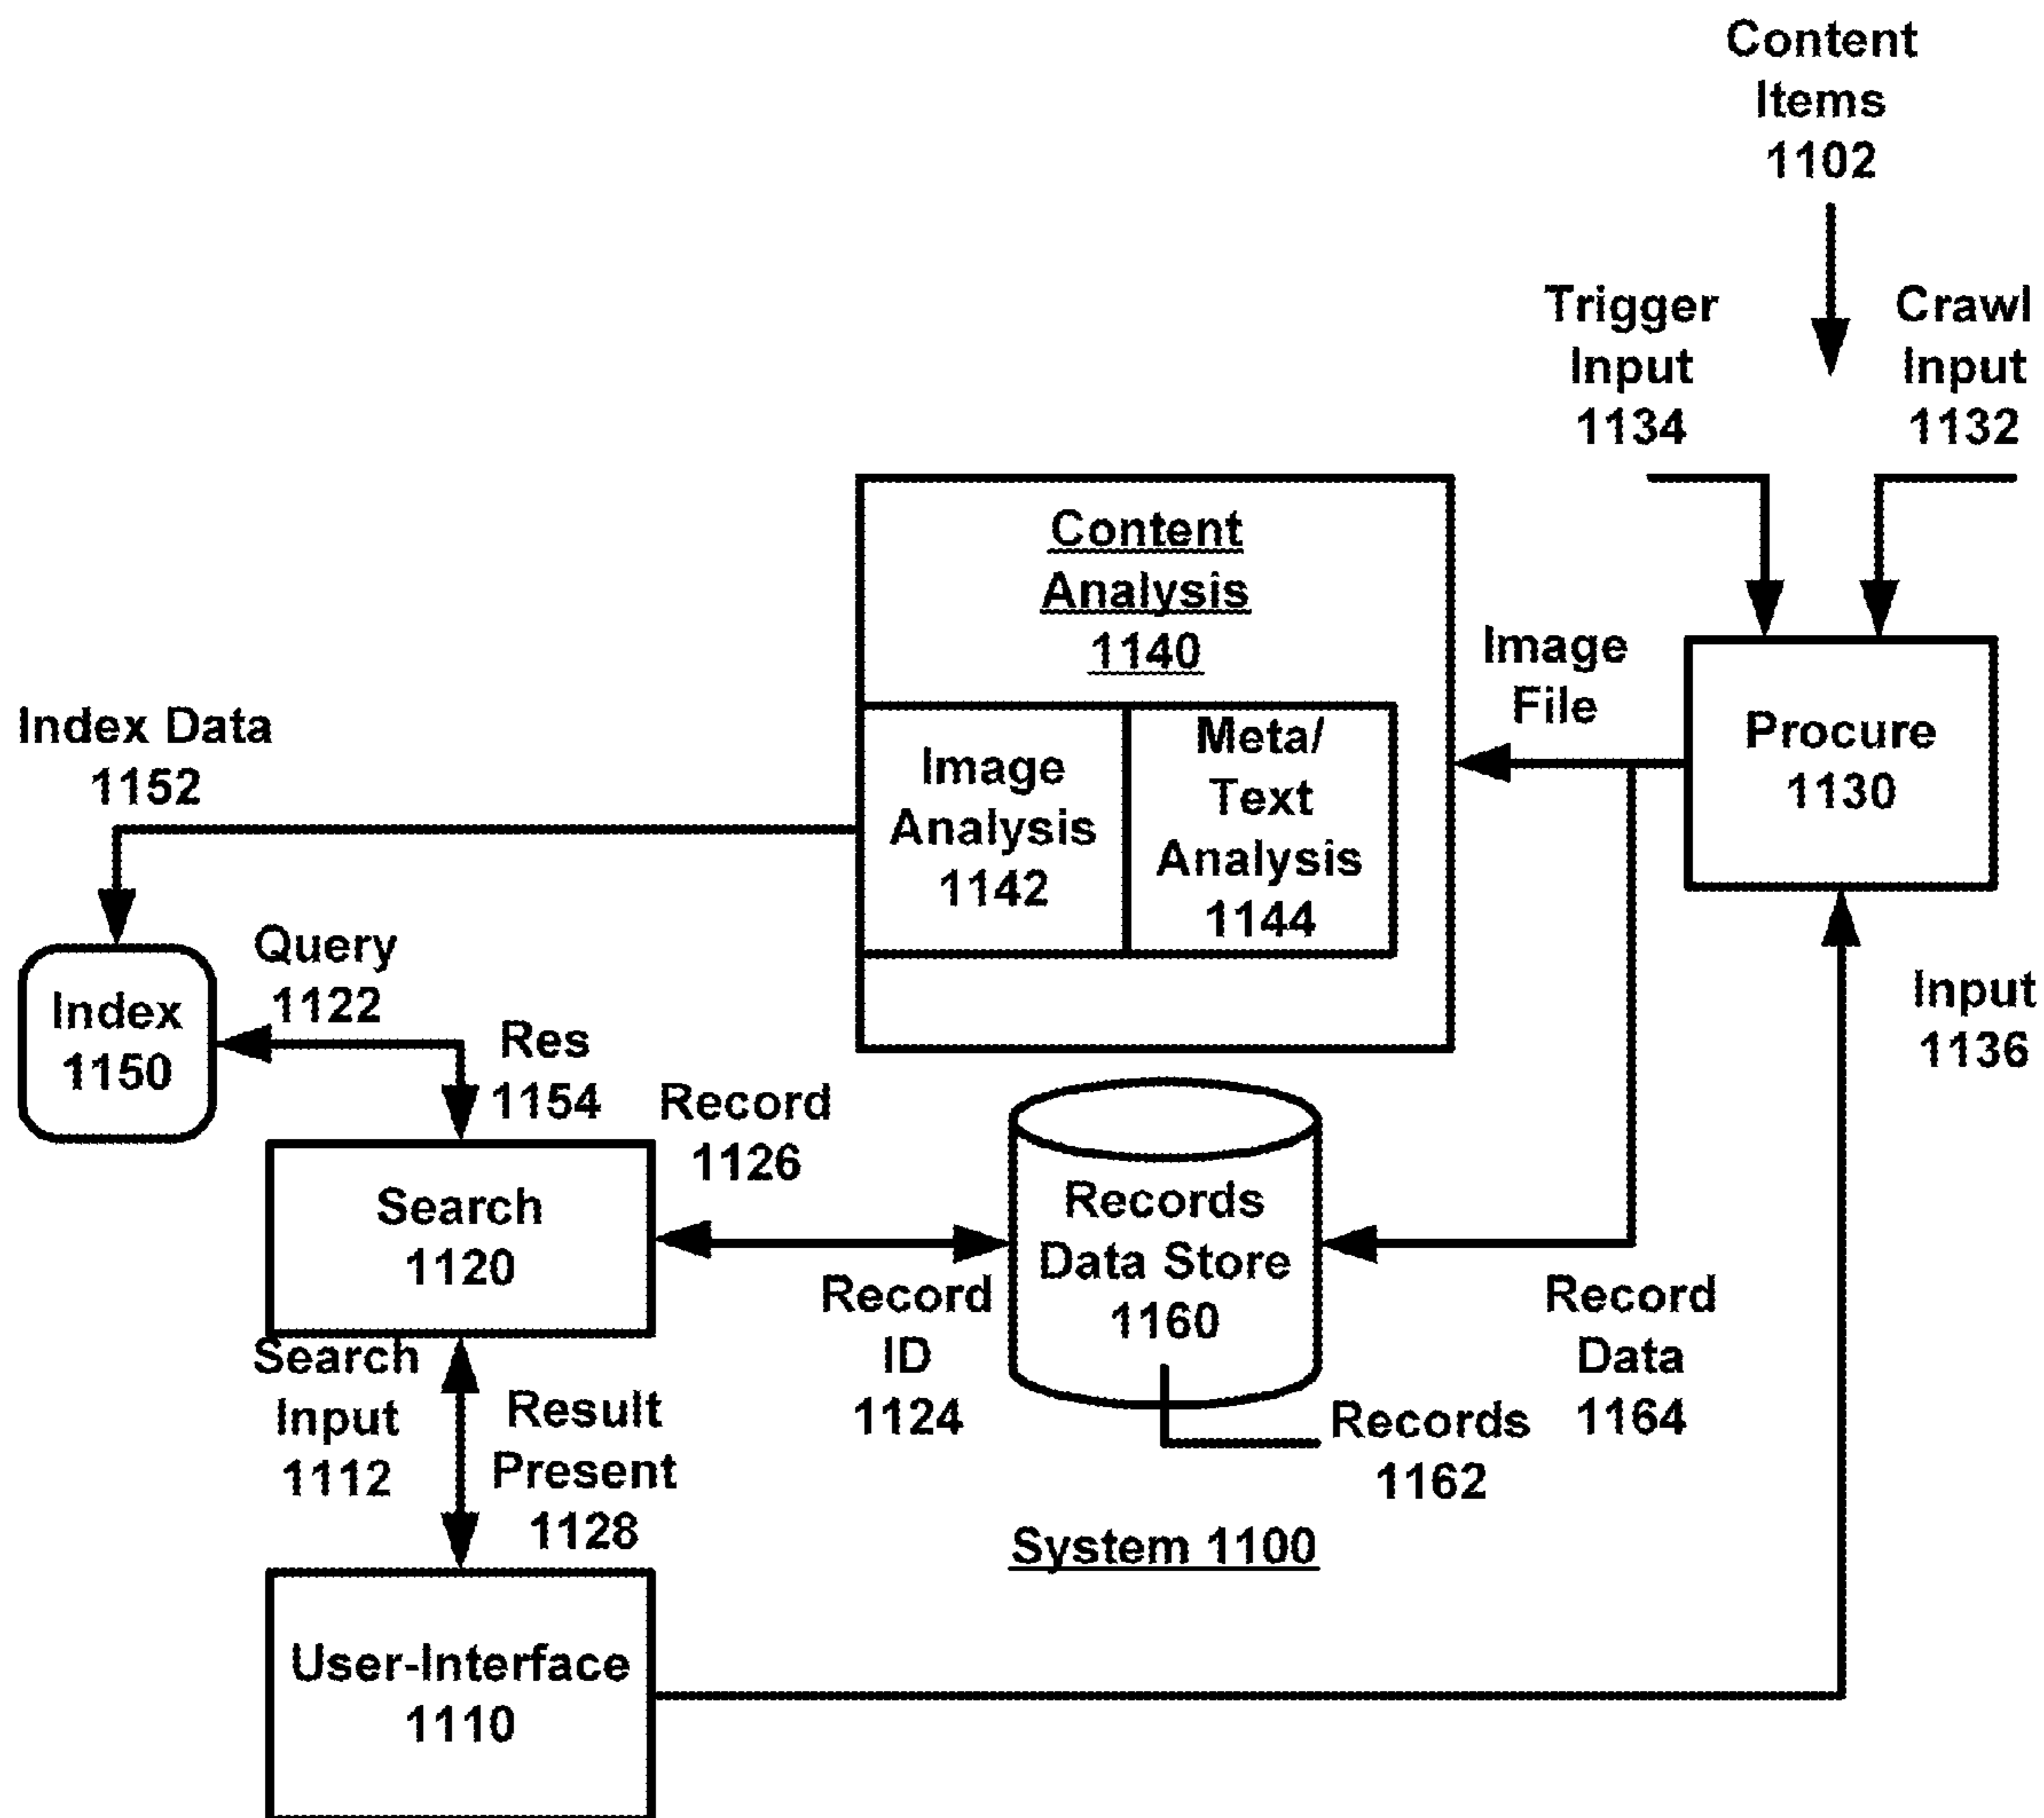 Content
Items
1102
Trigger
Input
1134
Crawl
Input
1132
Content
Analysis
1140
Image
File
Procure
1130
Image
Analysis
1142
Meta/
Text
Analysis
1144
Index Data
1152
Index
1150
Query
1122
Res
1154
Record
1126
Input
1136
Search
1120
Records
Data Store
1160
Record
ID
1124
Record
Data
1164
Search
Input
1112
Result
Present
1128
Records
1162
System 1100
User-Interface
1110